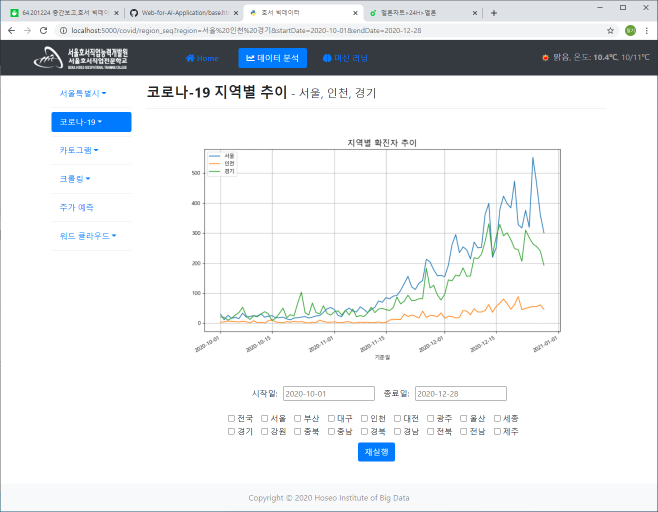 64.201224 중간보고,호서 빅데이
Web-for-AI-Application/base.ht
호서 빅데이터
멜론차트>24H>멜론
localhost:5000/covid/region_seq?region=서울%20인천%20경기&startDate=2020-10-01&endDate=2020-12-28
서울호서직업능력개발원
서울호서직업전문학교
Home
데이터 분석
머신 러닝
맑음, 온도: 10.4℃, 10/11℃
서울특별시
코로나-19
카토그램
크롤링
주가 예측
워드 클라우드
코로나-19 지역별 추이 - 서울, 인천, 경기
지역별 확진자 추이
서울
인천
경기
500
400
300
200
100
0
2020-10-01
2020-10-15
2020-11-01
2020-11-15
2020-12-01
2020-12-15
2021-01-01
기준일
시작일: 2020-10-01 종료일: 2020-12-28
전국 서울 부산 대구 인천 대전 광주 울산 세종
경기 강원 충북 충남 경북 경남 전북 전남 제주
재실행
Copyright © 2020 Hoseo Institute of Big Data